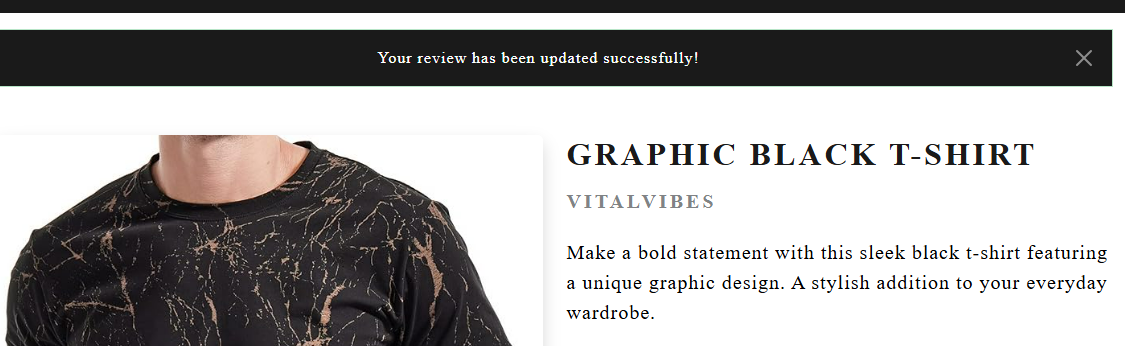 Your review has been updated successfully!
GRAPHIC BLACK T-SHIRT
VITALVIBES
Make a bold statement with this sleek black t-shirt featuring
a unique graphic design. A stylish addition to your everyday
wardrobe.